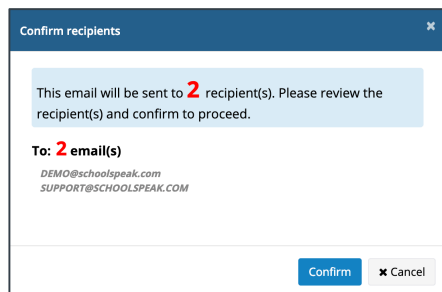 Confirm recipients ✖
This email will be sent to 2 recipient(s). Please review the
recipient(s) and confirm to proceed.
To: 2 email(s)
DEMO@schoolspeak.com
SUPPORT@SCHOOLSPEAK.COM
Confirm ✖ Cancel